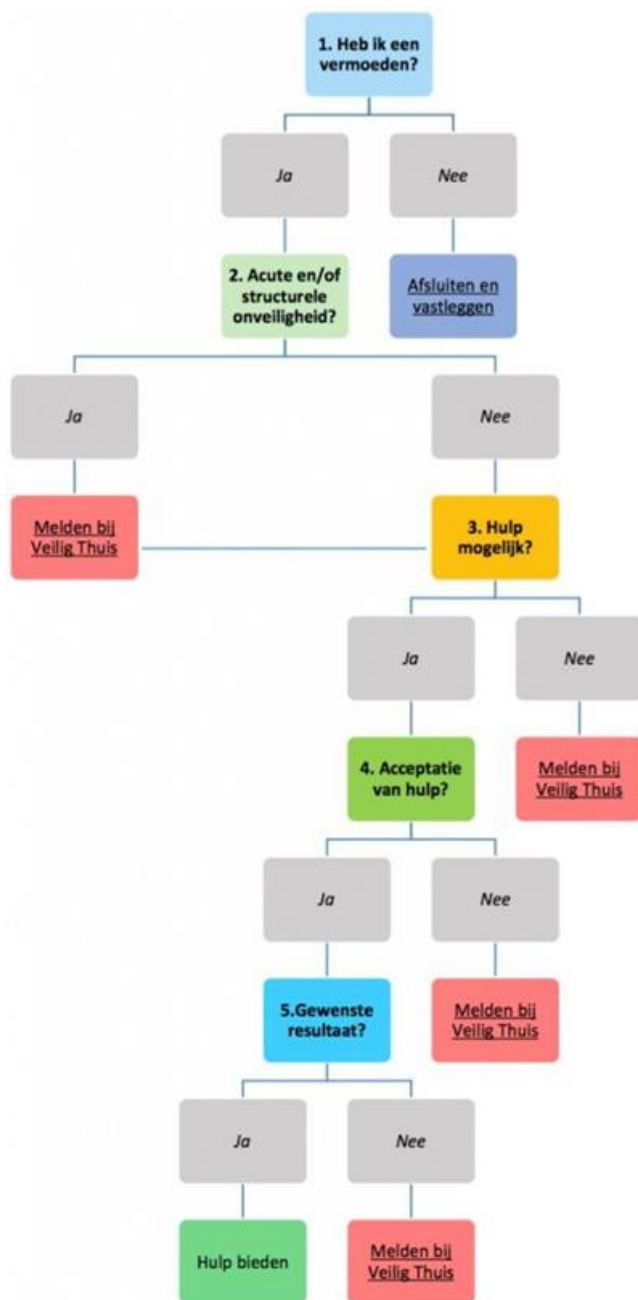 1. Heb ik een
vermoeden?
Ja
Nee
2. Acute en/of
structurele
onveiligheid?
Afsluiten en
vastleggen
Ja
Nee
Melden bij
Veilig Thuis
3. Hulp
mogelijk?
Ja
Nee
4. Acceptatie
van hulp?
Melden bij
Veilig Thuis
Ja
Nee
5.Gewenste
resultaat?
Melden bij
Veilig Thuis
Ja
Nee
Hulp bieden
Melden bij
Veilig Thuis